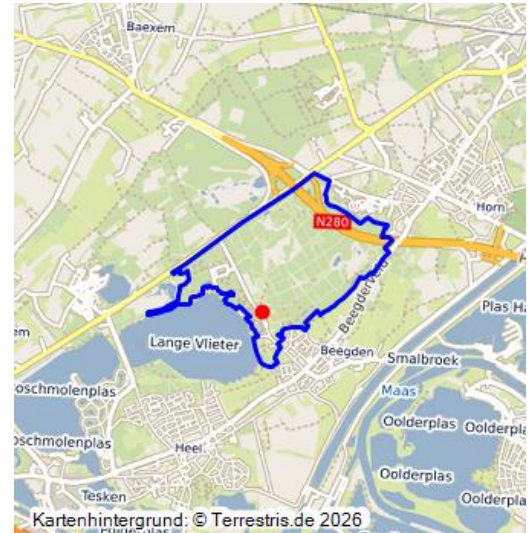 Baexem
Horn
N280
Beegderveld
Plas Ha
Lange Vlieter
Beegden
Smalbroek
Maas
oschmolenplas
Oolderplas
Oolderplas
oschmolenplas
Heel
Oolderplas
Tesken
Oolderplas
Kartenhintergrund: © Terrestris.de 2026